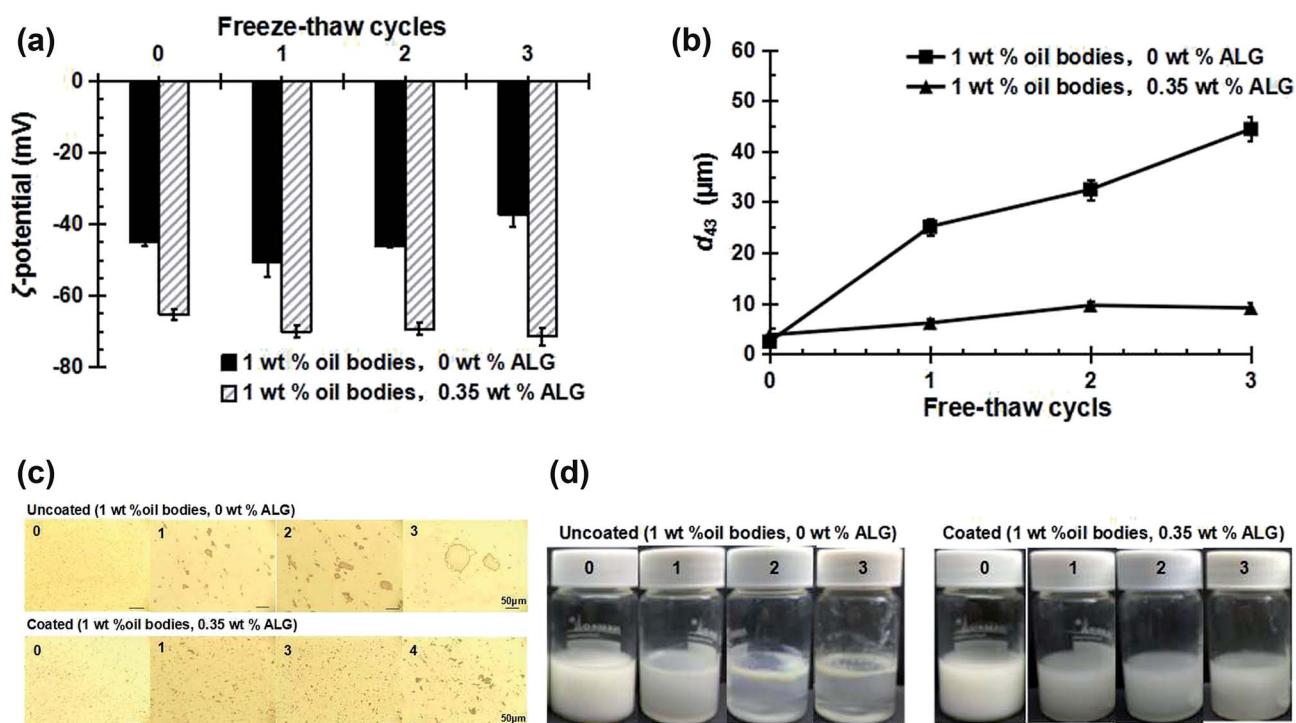 (a)
Freeze-thaw cycles
0 1 2 3
0
-20
-40
-60
-80
ζ-potential (mV)
1 wt % oil bodies, 0 wt % ALG
1 wt % oil bodies, 0.35 wt % ALG
(b)
60
50
40
30
20
10
0
d43 (μm)
1 wt % oil bodies, 0 wt % ALG
1 wt % oil bodies, 0.35 wt % ALG
0 1 2 3
Free-thaw cycls
(c)
Uncoated (1 wt %oil bodies, 0 wt % ALG)
0 1 2 3
50μm
Coated (1 wt %oil bodies, 0.35 wt % ALG)
0 1 3 4
50μm
(d)
Uncoated (1 wt %oil bodies, 0 wt % ALG)
0 1 2 3
Coated (1 wt %oil bodies, 0.35 wt % ALG)
0 1 2 3